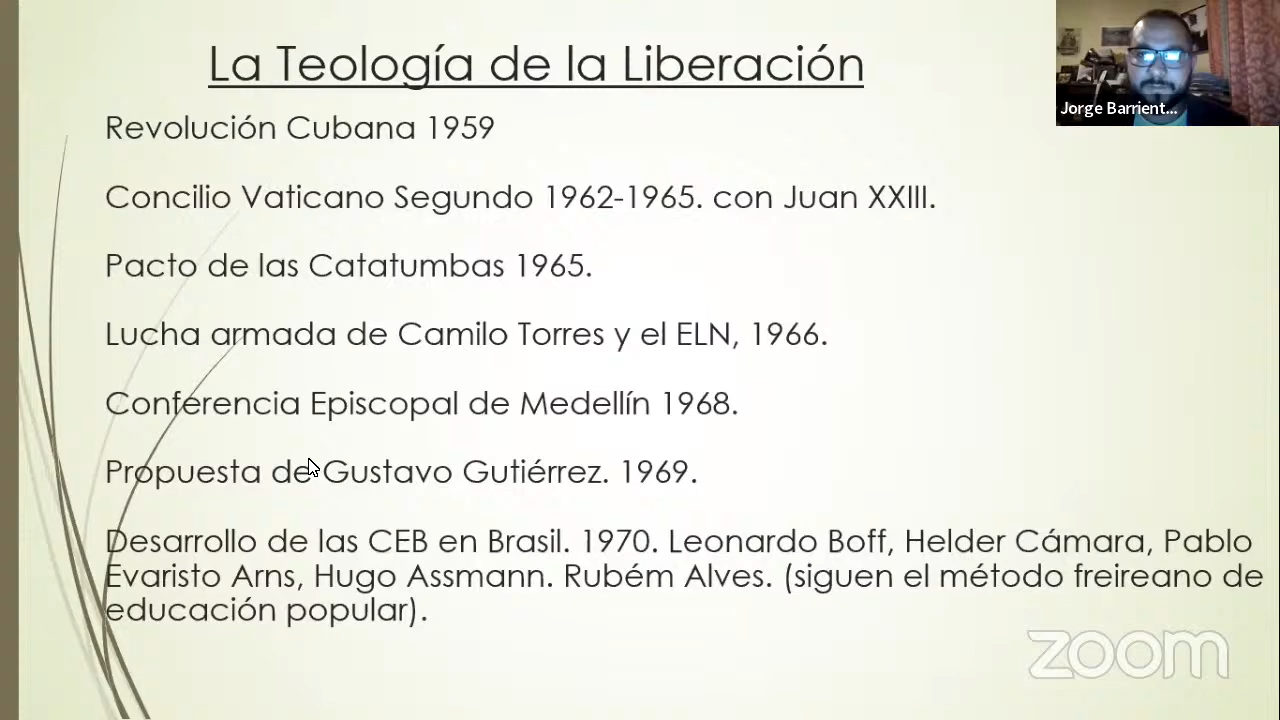 La Teología de la Liberación
Jorge Barrient...
Revolución Cubana 1959
Concilio Vaticano Segundo 1962-1965. con Juan XXIII.
Pacto de las Catatumbas 1965.
Lucha armada de Camilo Torres y el ELN, 1966.
Conferencia Episcopal de Medellín 1968.
Propuesta de Gustavo Gutiérrez. 1969.
Desarrollo de las CEB en Brasil. 1970. Leonardo Boff, Helder Cámara, Pablo
Evaristo Arns, Hugo Assmann. Rubém Alves. (siguen el método freireano de
educación popular).
zoom